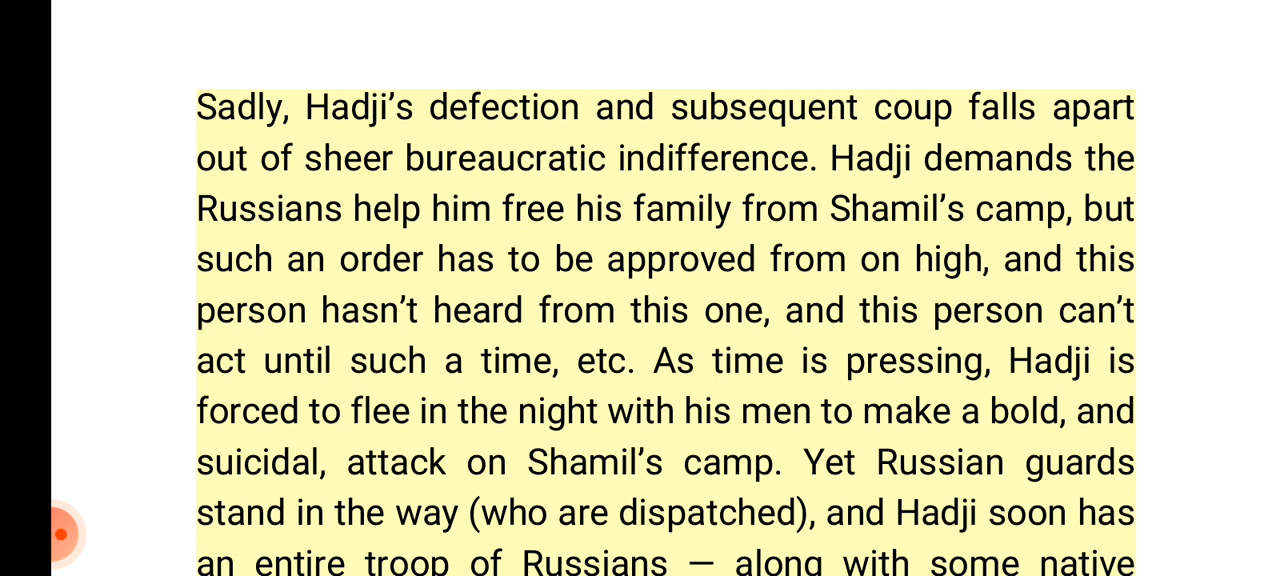 Sadly, Hadji’s defection and subsequent coup falls apart
out of sheer bureaucratic indifference. Hadji demands the
Russians help him free his family from Shamil’s camp, but
such an order has to be approved from on high, and this
person hasn’t heard from this one, and this person can’t
act until such a time, etc. As time is pressing, Hadji is
forced to flee in the night with his men to make a bold, and
suicidal, attack on Shamil’s camp. Yet Russian guards
stand in the way (who are dispatched), and Hadji soon has
an entire troop of Russians — along with some native